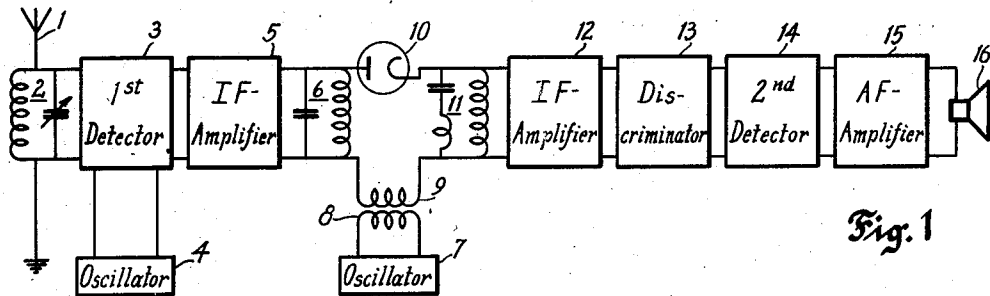 1
2
3
1st
Detector
4
Oscillator
5
IF-
Amplifier
6
7
Oscillator
8
9
10
11
12
IF-
Amplifier
13
Dis-
criminator
14
2nd
Detector
15
AF-
Amplifier
16
Fig. 1